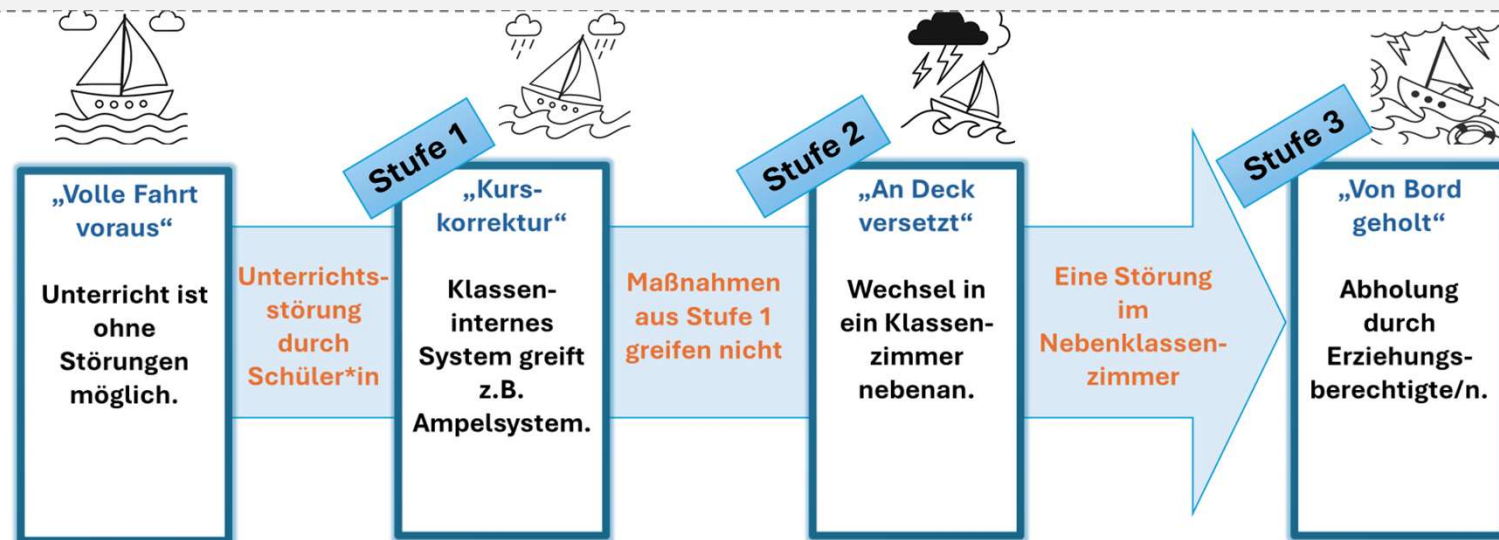 „Volle Fahrt
voraus“
Unterricht ist
ohne
Störungen
möglich.
Unterrichts-
störung
durch
Schüler*in
Stufe 1
„Kurs-
korrektur“
Klassen-
internes
System greift
z.B.
Ampelsystem.
Maßnahmen
aus Stufe 1
greifen nicht
Stufe 2
„An Deck
versetzt“
Wechsel in
ein Klassen-
zimmer
nebenan.
Eine Störung
im
Nebenklassen-
zimmer
Stufe 3
„Von Bord
geholt“
Abholung
durch
Erziehungs-
berechtigte/n.